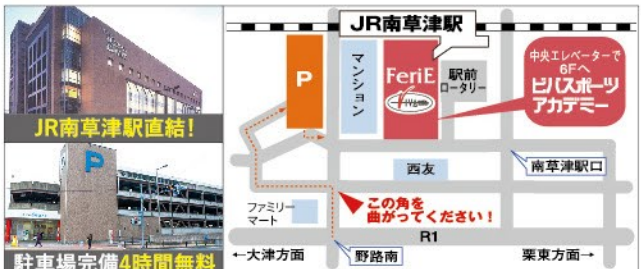 JR南草津駅直結!
P
駐車場完備4時間無料
JR南草津駅
P
マンション
FeriE
駅前
ロータリー
中央エレベーターで
6Fへ
ビバスポーツ
アカデミー
西友
南草津駅口
ファミリー
マート
この角を
曲がってください!
R1
←大津方面
野路南
栗東方面→